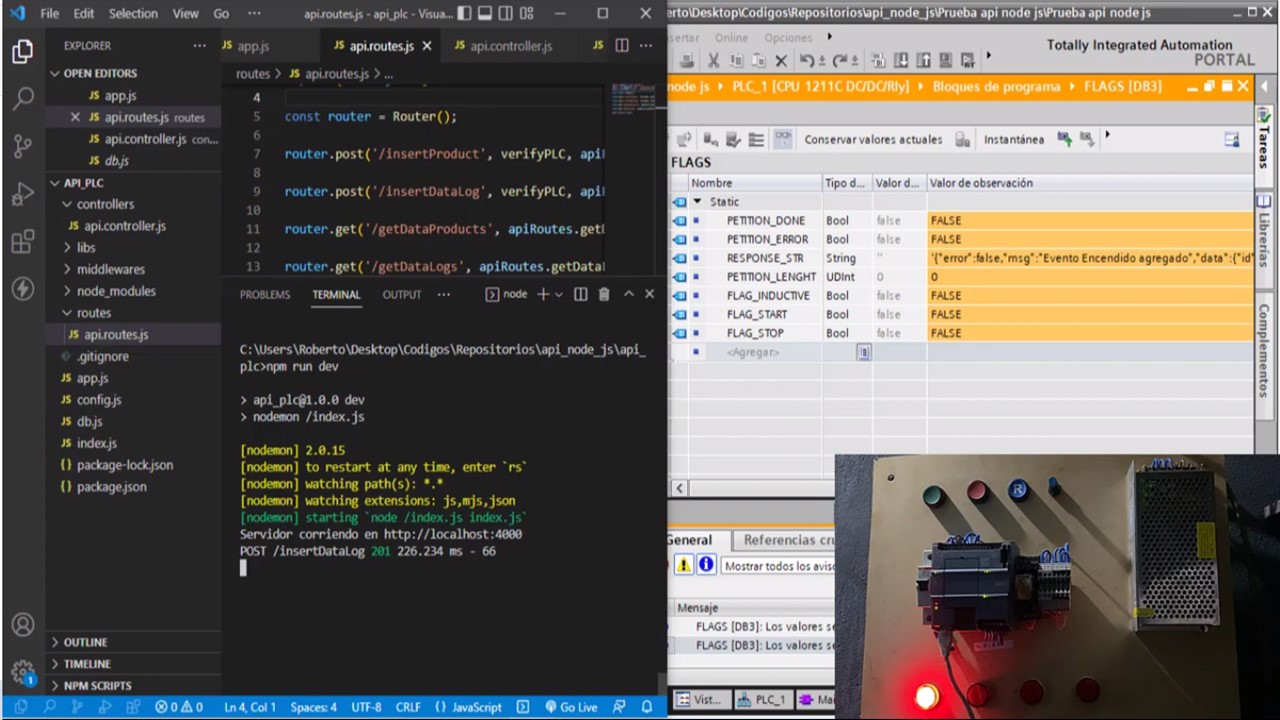 File Edit Selection View Go ··· api.routes.js - api_plc - Visua...
EXPLORER ···
OPEN EDITORS
JS app.js
JS api.routes.js routes
JS api.controller.js con...
JS db.js
API_PLC
controllers
JS api.controller.js
libs
middlewares
node_modules
routes
JS api.routes.js
.gitignore
JS app.js
JS config.js
JS db.js
JS index.js
{} package-lock.json
{} package.json
OUTLINE
TIMELINE
NPM SCRIPTS
JS app.js JS api.routes.js JS api.controller.js JS ···
routes > JS api.routes.js > ...
4
5 const router = Router();
6
7 router.post('/insertProduct', verifyPLC, api
8
9 router.post('/insertDataLog', verifyPLC, api
10
11 router.get('/getDataProducts', apiRoutes.get
12
13 router.get('/getDataLogs', apiRoutes.getData
PROBLEMS TERMINAL OUTPUT ··· node
C:\Users\Roberto\Desktop\Codigos\Repositorios\api_node_js\api_
plc>npm run dev
> api_plc@1.0.0 dev
> nodemon /index.js
[nodemon] 2.0.15
[nodemon] to restart at any time, enter `rs`
[nodemon] watching path(s): *.*
[nodemon] watching extensions: js,mjs,json
[nodemon] starting `node /index.js index.js`
Servidor corriendo en http://localhost:4000
POST /insertDataLog 201 226.234 ms - 66
1
0 0 Ln 4, Col 1 Spaces: 4 UTF-8 CRLF {} JavaScript Go Live
erto\Desktop\Codigos\Repositorios\api_node_js\Prueba api node js\Prueba api node js
sertar Online Opciones
Totally Integrated Automation
PORTAL
node js PLC_1 [CPU 1211C DC/DC/Rly] Bloques de programa FLAGS [DB3]
Conservar valores actuales Instantánea
FLAGS
Nombre Tipo d... Valor d... Valor de observación
Static
PETITION_DONE Bool false FALSE
PETITION_ERROR Bool false FALSE
RESPONSE_STR String '' '{"error":false,"msg":"Evento Encendido agregado","data":{"id"
PETITION_LENGHT UDInt 0 0
FLAG_INDUCTIVE Bool false FALSE
FLAG_START Bool false FALSE
FLAG_STOP Bool false FALSE
<Agregar>
Tareas
Librerías
Complementos
General Referencias cru
Mostrar todos los aviso
Mensaje
FLAGS [DB3]: Los valores se
FLAGS [DB3]: Los valores se
Vist... PLC_1 Mai
R